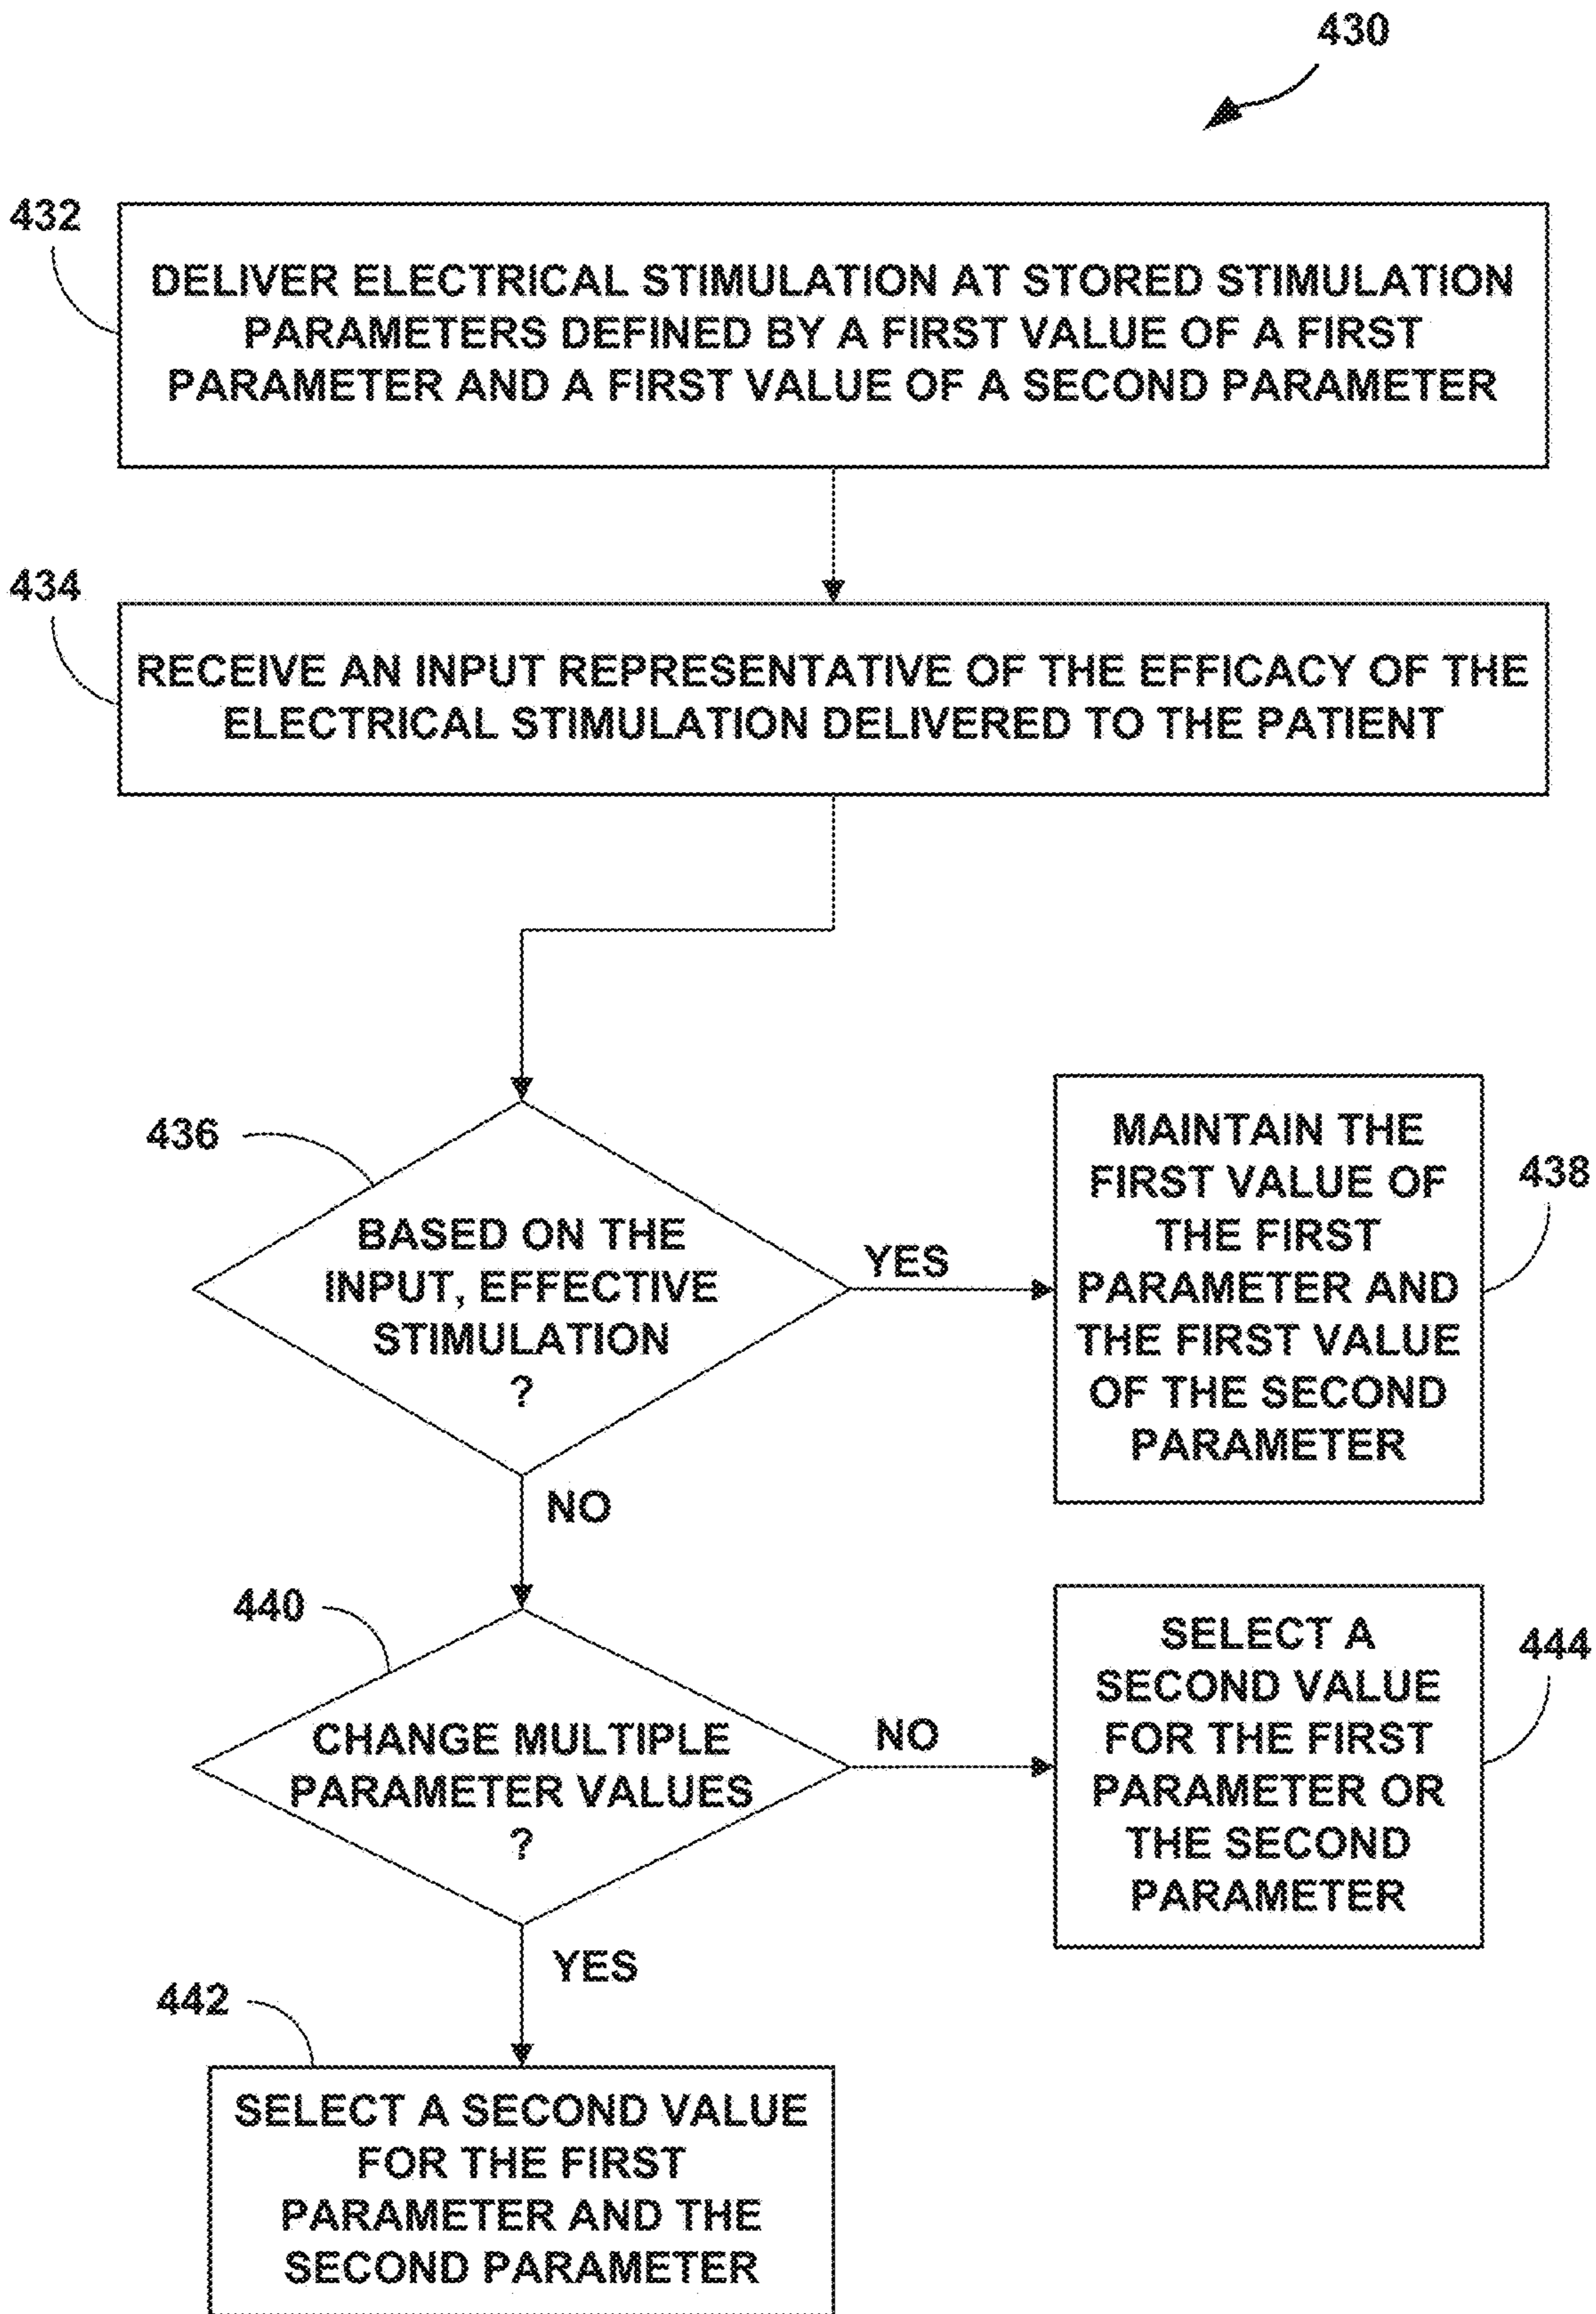 430
432
DELIVER ELECTRICAL STIMULATION AT STORED STIMULATION
PARAMETERS DEFINED BY A FIRST VALUE OF A FIRST
PARAMETER AND A FIRST VALUE OF A SECOND PARAMETER
434
RECEIVE AN INPUT REPRESENTATIVE OF THE EFFICACY OF THE
ELECTRICAL STIMULATION DELIVERED TO THE PATIENT
436
BASED ON THE
INPUT, EFFECTIVE
STIMULATION
?
YES
MAINTAIN THE
FIRST VALUE OF
THE FIRST
PARAMETER AND
THE FIRST VALUE
OF THE SECOND
PARAMETER
438
NO
440
CHANGE MULTIPLE
PARAMETER VALUES
?
NO
SELECT A
SECOND VALUE
FOR THE FIRST
PARAMETER OR
THE SECOND
PARAMETER
444
YES
442
SELECT A SECOND VALUE
FOR THE FIRST
PARAMETER AND THE
SECOND PARAMETER